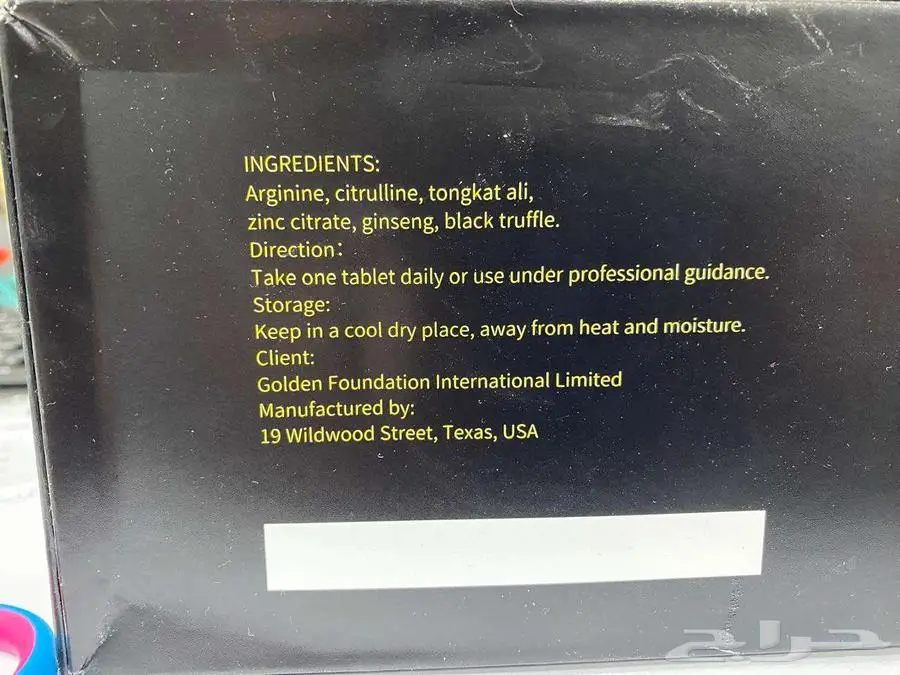 INGREDIENTS:
Arginine, citrulline, tongkat ali,
zinc citrate, ginseng, black truffle.
Direction：
Take one tablet daily or use under professional guidance.
Storage:
Keep in a cool dry place, away from heat and moisture.
Client:
Golden Foundation International Limited
Manufactured by:
19 Wildwood Street, Texas, USA
حراج